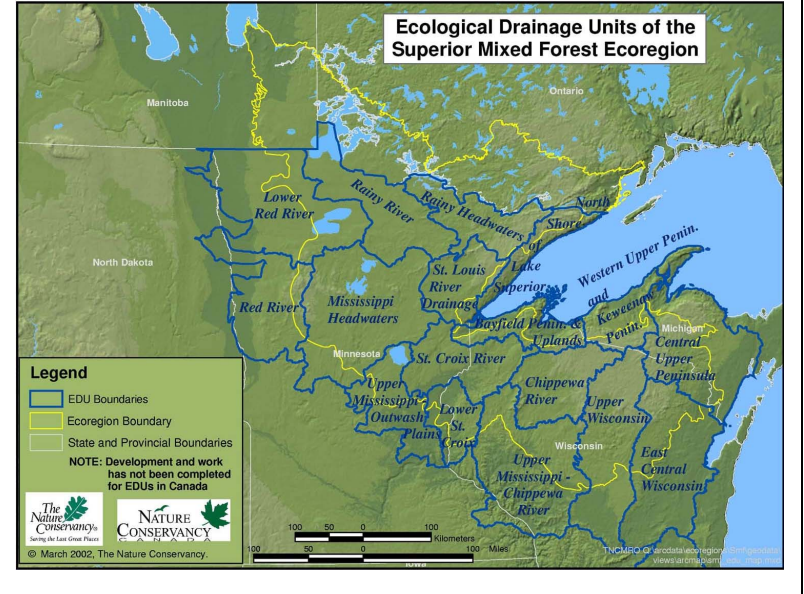 Ecological Drainage Units of the
Superior Mixed Forest Ecoregion
Manitoba
Ontario
North Dakota
Minnesota
Wisconsin
Michigan
Iowa
Lower
Red River
Rainy River
Rainy Headwaters
North
Shore
of
Lake
Superior
St. Louis
River
Drainage
Red River
Mississippi
Headwaters
Western Upper Penin.
and
Keweenaw
Penin.
Bayfield Penin. &
Uplands
Central
Upper
Peninsula
St. Croix River
Chippewa
River
Upper
Wisconsin
Upper
Mississippi
Outwash
Plains
Lower
St.
Croix
Upper
Mississippi -
Chippewa
River
East
Central
Wisconsin
Legend
EDU Boundaries
Ecoregion Boundary
State and Provincial Boundaries
NOTE: Development and work
has not been completed
for EDUs in Canada
The
Nature
Conservancy®
Saving the Last Great Places
NATURE
CONSERVANCY
CANADA
© March 2002, The Nature Conservancy.
100 50 0 100
Kilometers
100 50 0 100 Miles